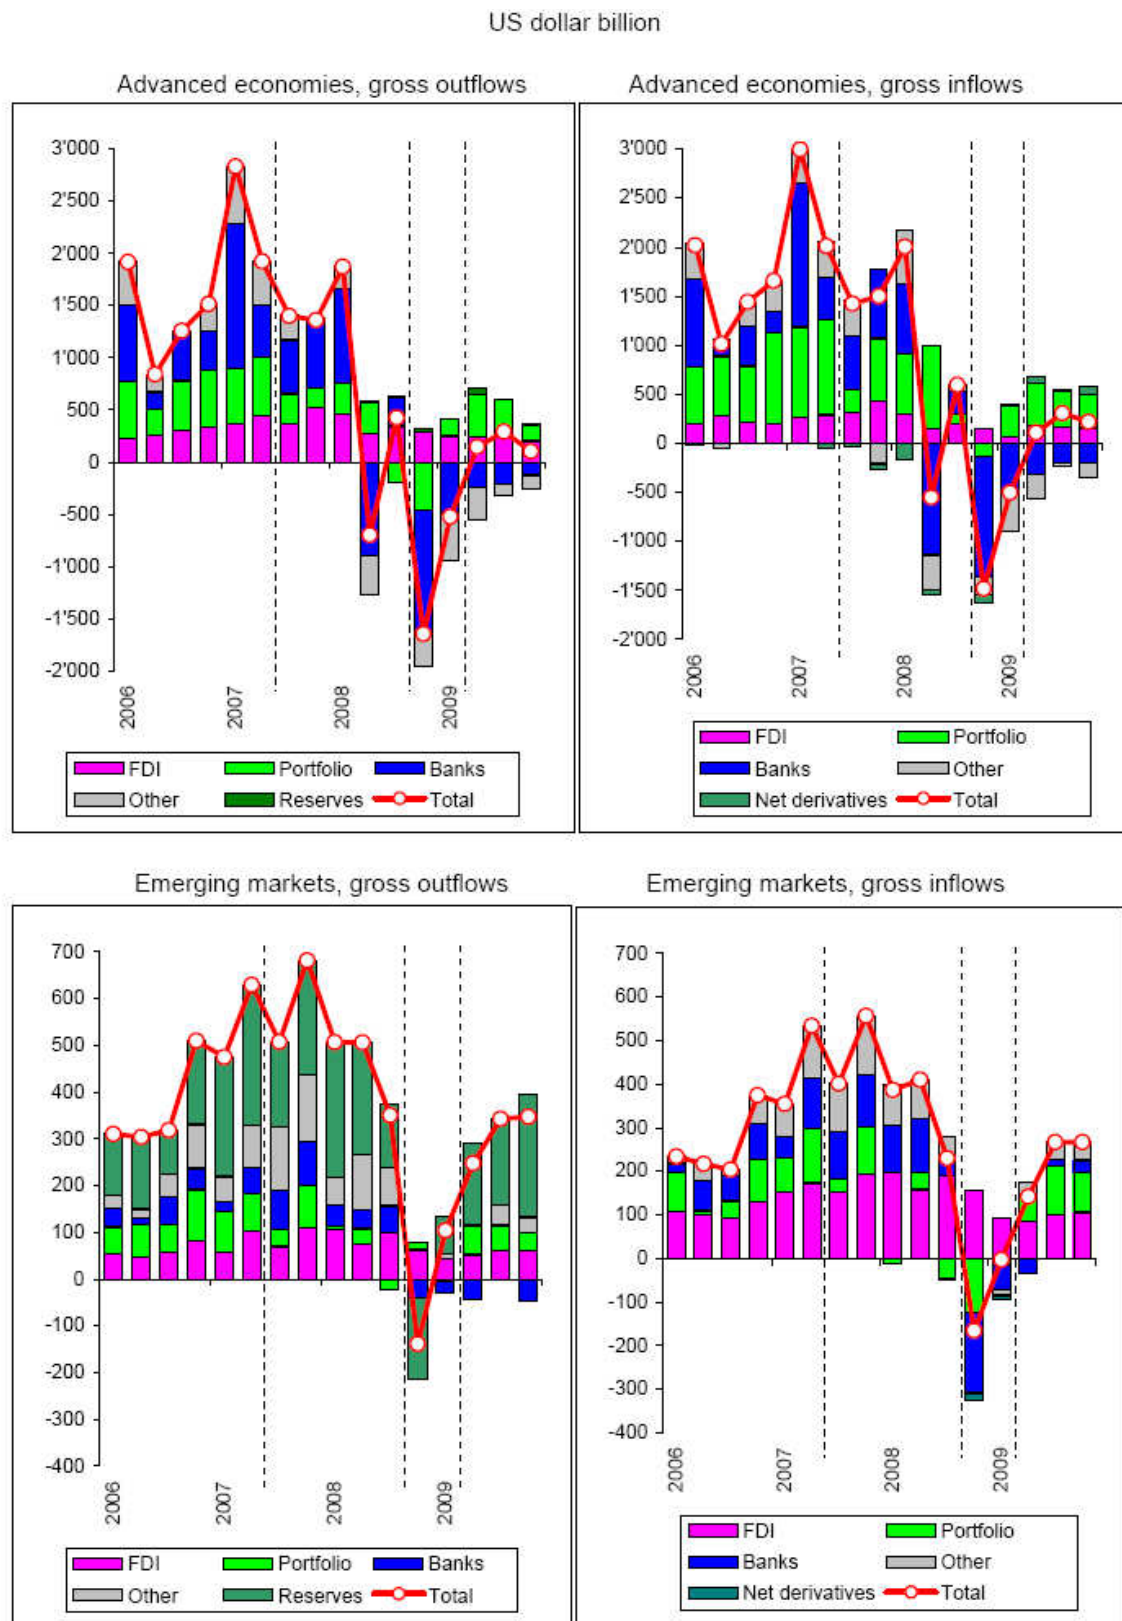 US dollar billion
Advanced economies, gross outflows
3'000
2'500
2'000
1'500
1'000
500
0
-500
-1'000
-1'500
-2'000
2006
2007
2008
2009
FDI
Portfolio
Banks
Other
Reserves
Total
Advanced economies, gross inflows
3'000
2'500
2'000
1'500
1'000
500
0
-500
-1'000
-1'500
-2'000
2006
2007
2008
2009
FDI
Portfolio
Banks
Other
Net derivatives
Total
Emerging markets, gross outflows
700
600
500
400
300
200
100
0
-100
-200
-300
-400
2006
2007
2008
2009
FDI
Portfolio
Banks
Other
Reserves
Total
Emerging markets, gross inflows
700
600
500
400
300
200
100
0
-100
-200
-300
-400
2006
2007
2008
2009
FDI
Portfolio
Banks
Other
Net derivatives
Total